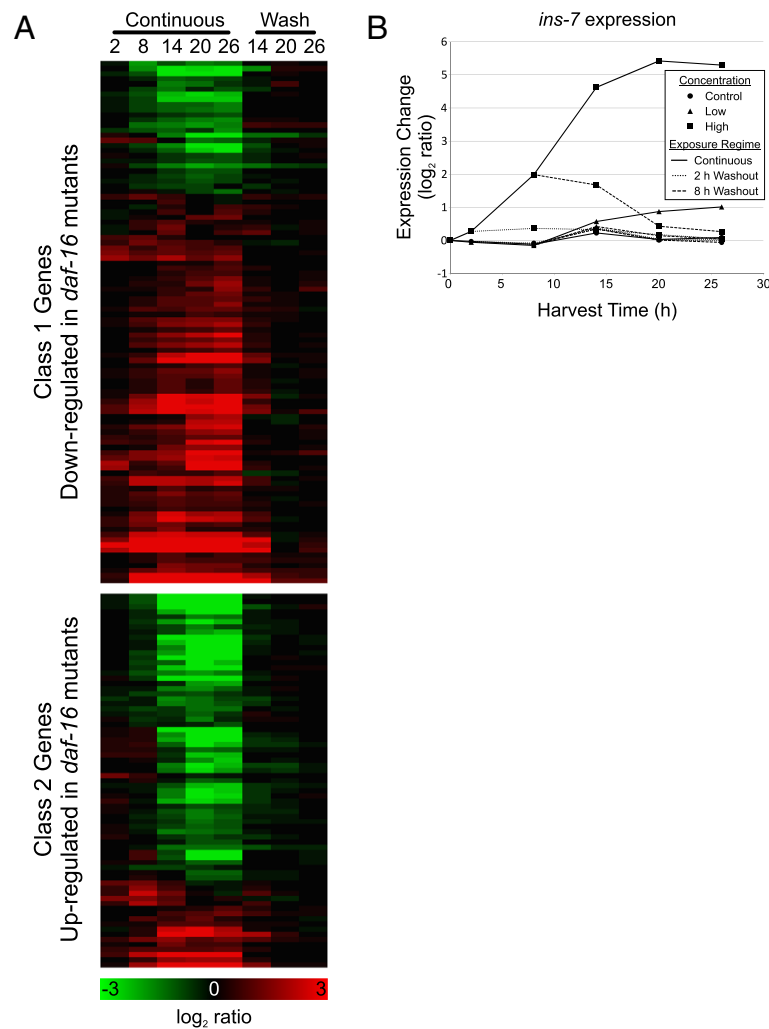 A
Continuous Wash
2 8 14 20 26 14 20 26
Class 1 Genes
Down-regulated in daf-16 mutants
Class 2 Genes
Up-regulated in daf-16 mutants
-3 0 3
log2 ratio
B
ins-7 expression
Expression Change
(log2 ratio)
6
5
4
3
2
1
0
-1
0 5 10 15 20 25 30
Harvest Time (h)
Concentration
Control
Low
High
Exposure Regime
Continuous
2 h Washout
8 h Washout